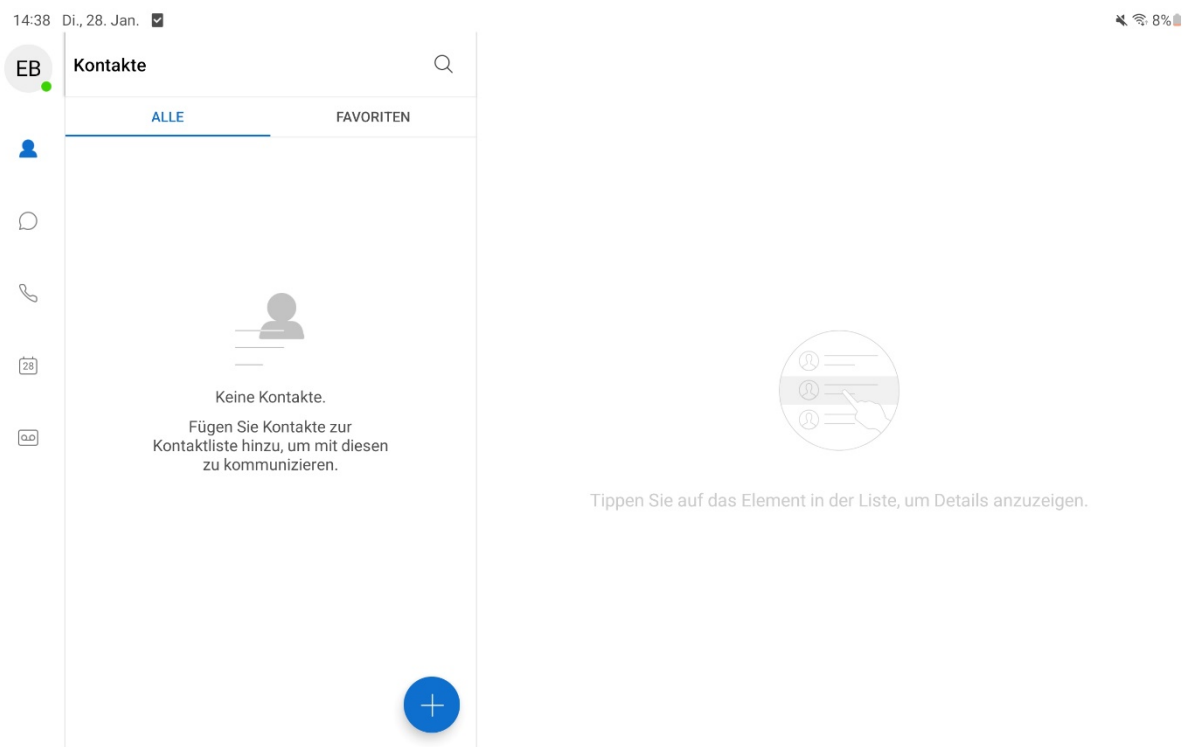 14:38 Di., 28. Jan.
8%
EB
Kontakte
ALLE
FAVORITEN
28
Keine Kontakte.
Fügen Sie Kontakte zur
Kontaktliste hinzu, um mit diesen
zu kommunizieren.
Tippen Sie auf das Element in der Liste, um Details anzuzeigen.